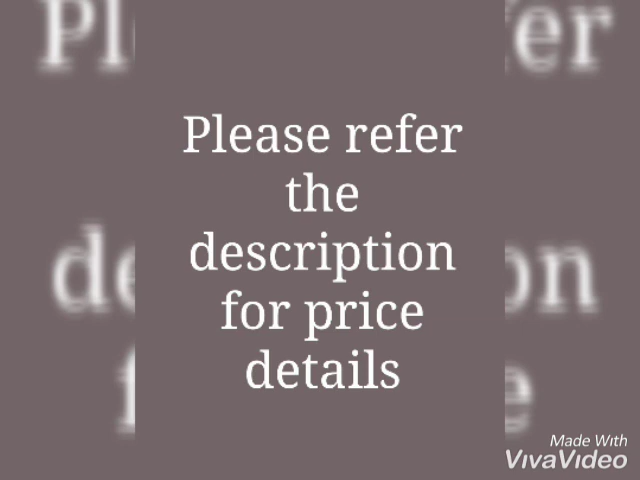 Please refer
the
description
for price
details
Made With
VivaVideo